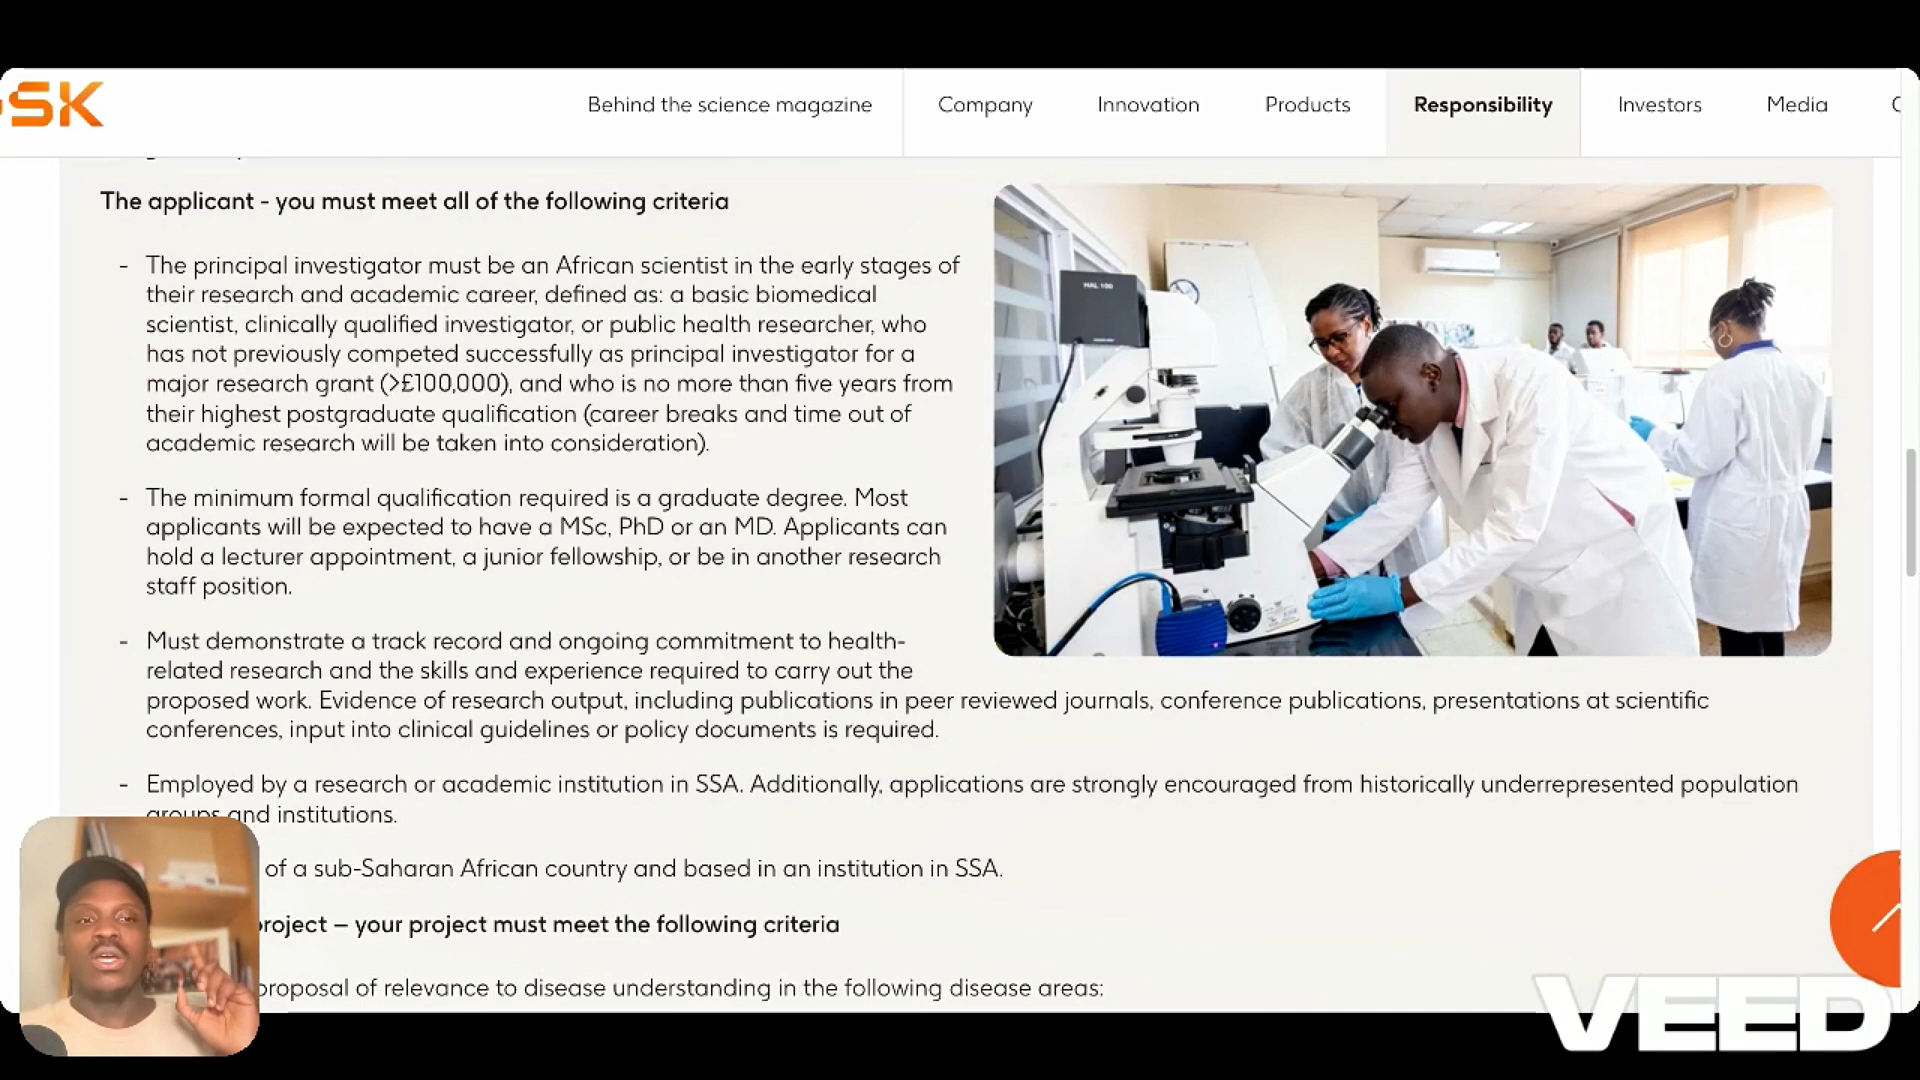 SK
Behind the science magazine
Company
Innovation
Products
Responsibility
Investors
Media
The applicant - you must meet all of the following criteria
- The principal investigator must be an African scientist in the early stages of
their research and academic career, defined as: a basic biomedical
scientist, clinically qualified investigator, or public health researcher, who
has not previously competed successfully as principal investigator for a
major research grant (>£100,000), and who is no more than five years from
their highest postgraduate qualification (career breaks and time out of
academic research will be taken into consideration).
- The minimum formal qualification required is a graduate degree. Most
applicants will be expected to have a MSc, PhD or an MD. Applicants can
hold a lecturer appointment, a junior fellowship, or be in another research
staff position.
- Must demonstrate a track record and ongoing commitment to health-
related research and the skills and experience required to carry out the
proposed work. Evidence of research output, including publications in peer reviewed journals, conference publications, presentations at scientific
conferences, input into clinical guidelines or policy documents is required.
- Employed by a research or academic institution in SSA. Additionally, applications are strongly encouraged from historically underrepresented population
groups and institutions.
of a sub-Saharan African country and based in an institution in SSA.
project – your project must meet the following criteria
proposal of relevance to disease understanding in the following disease areas:
HAL 100
VEED